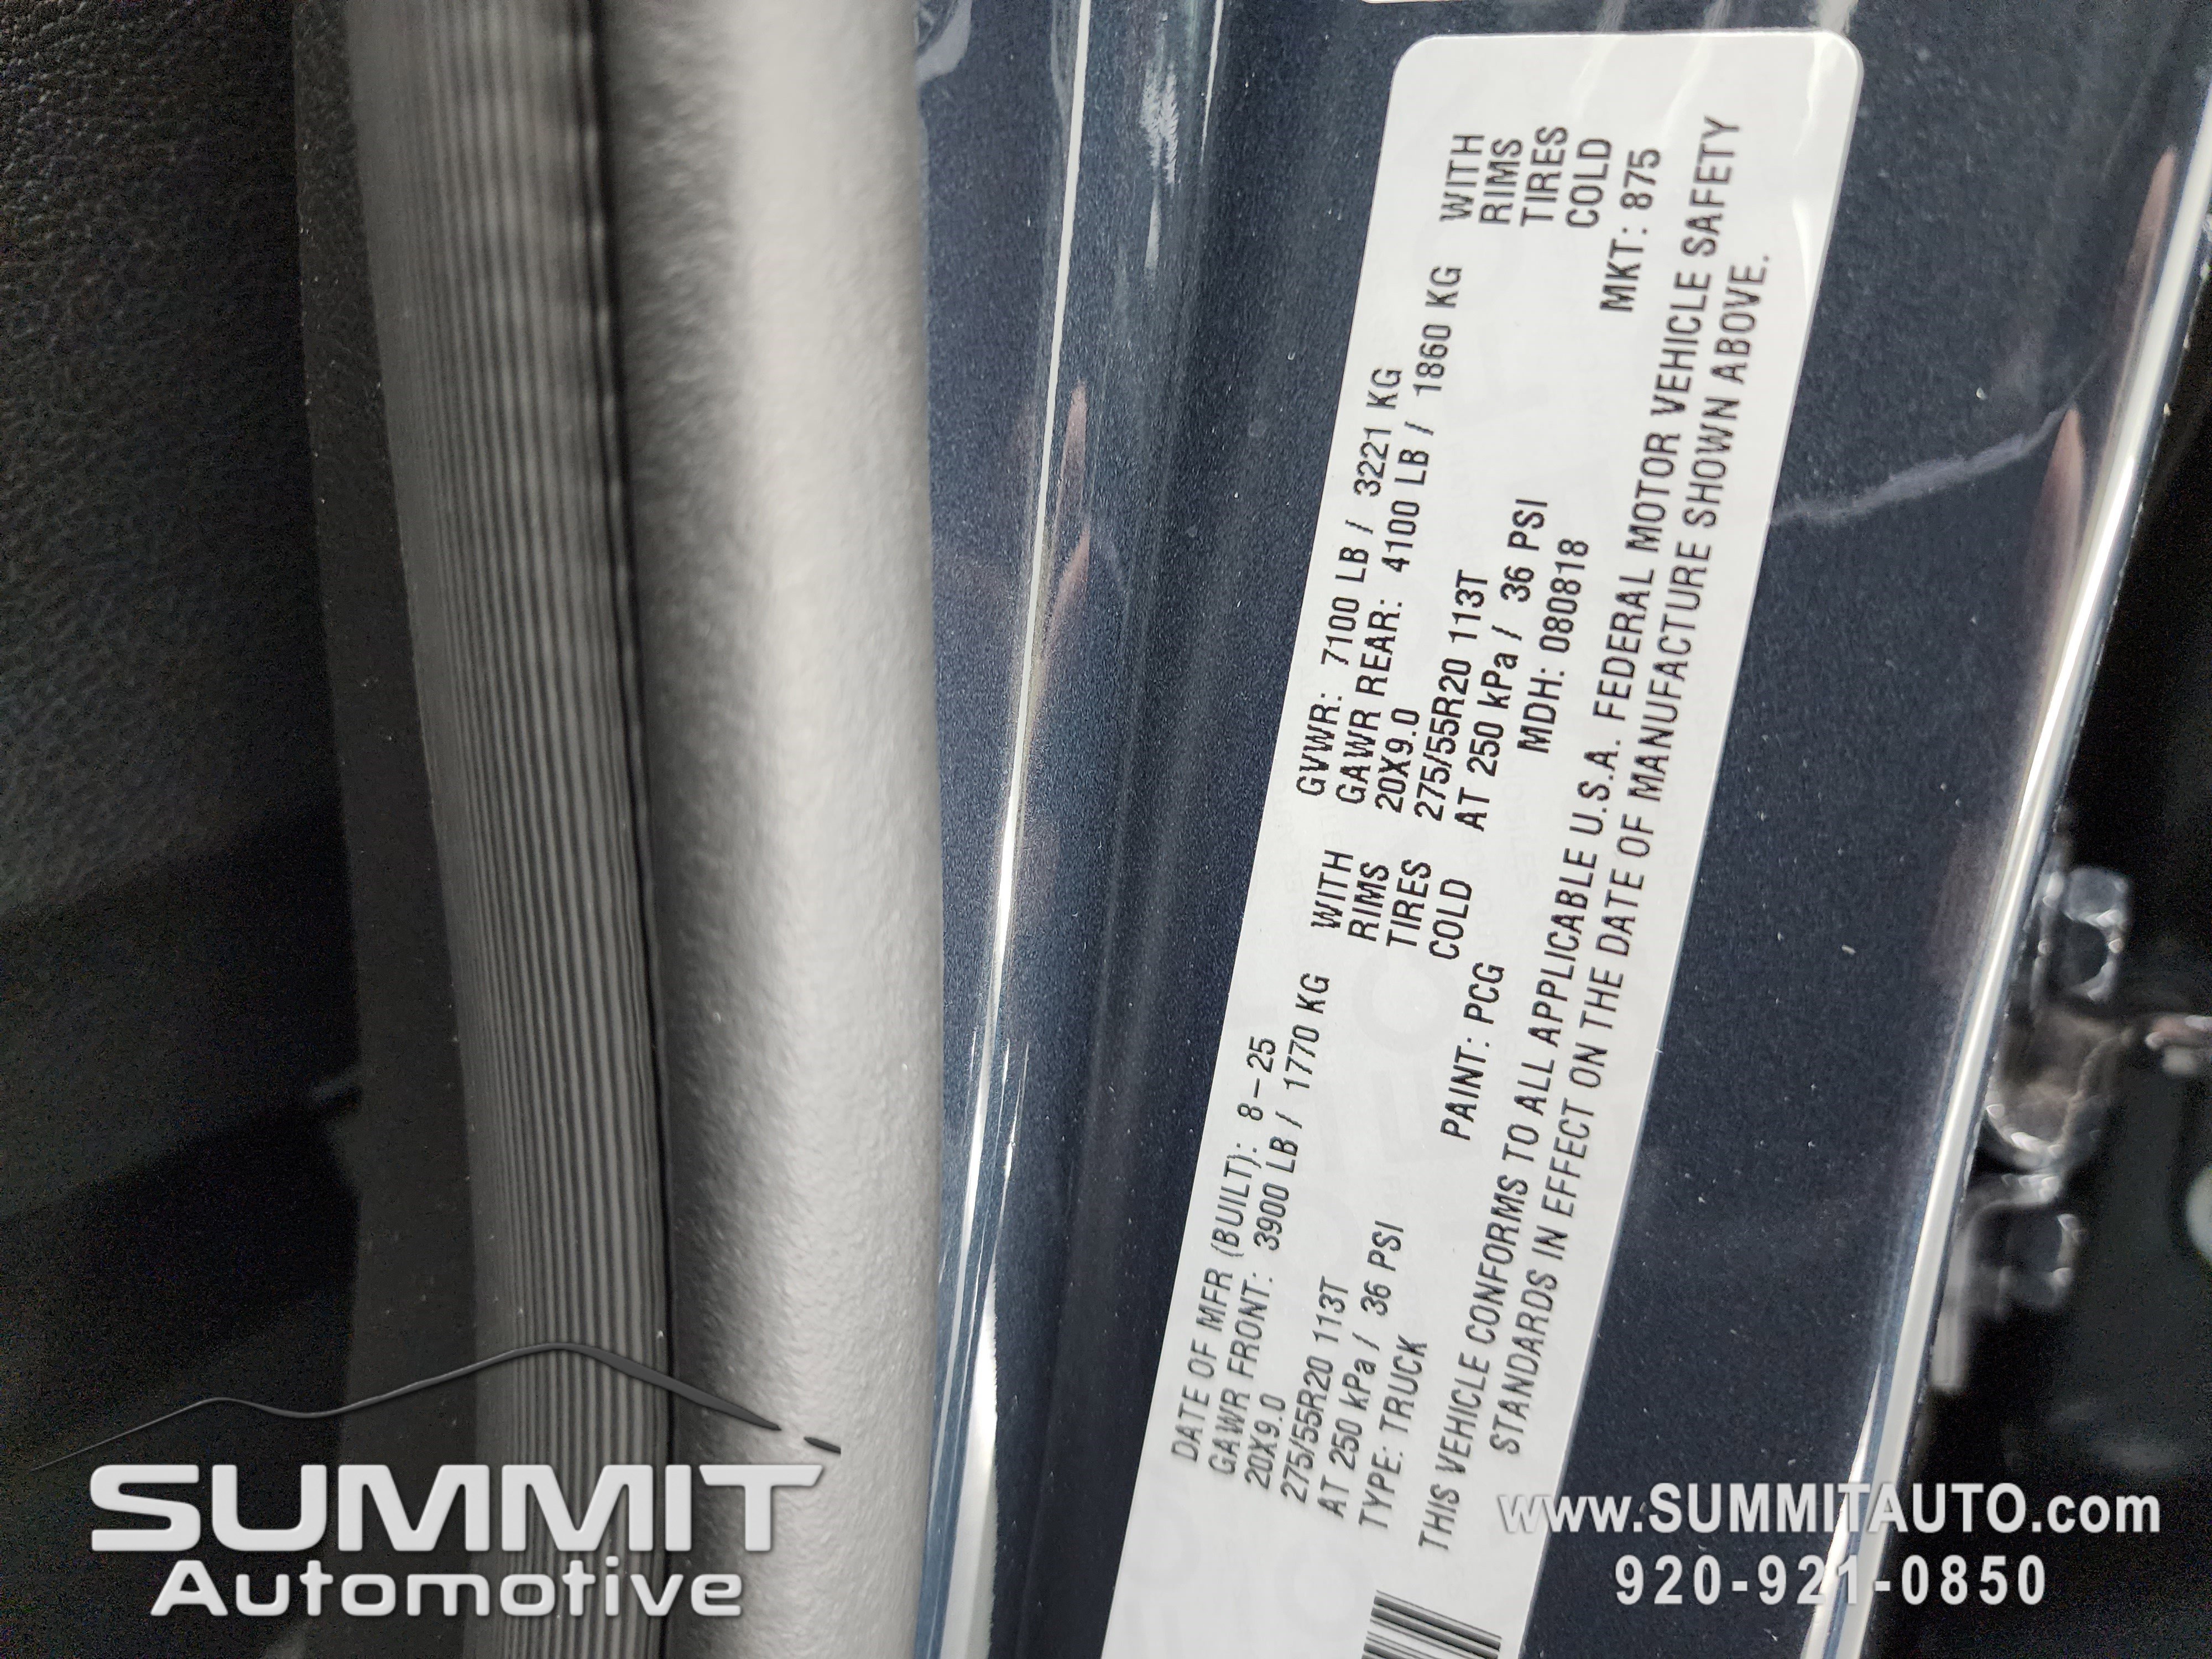 DATE OF MFR (BUILT): 8-25 GVWR: 7100 LB / 3221 KG
GAWR FRONT: 3900 LB / 1770 KG WITH GAWR REAR: 4100 LB / 1860 KG WITH
20X9.0 RIMS 20X9.0 RIMS
275/55R20 113T TIRES 275/55R20 113T TIRES
AT 250 kPa / 36 PSI COLD AT 250 kPa / 36 PSI COLD
TYPE: TRUCK PAINT: PCG MDH: 080818 MKT: 875
THIS VEHICLE CONFORMS TO ALL APPLICABLE U.S.A. FEDERAL MOTOR VEHICLE SAFETY
STANDARDS IN EFFECT ON THE DATE OF MANUFACTURE SHOWN ABOVE.
SUMMIT
Automotive
www.SUMMITAUTO.com
920-921-0850